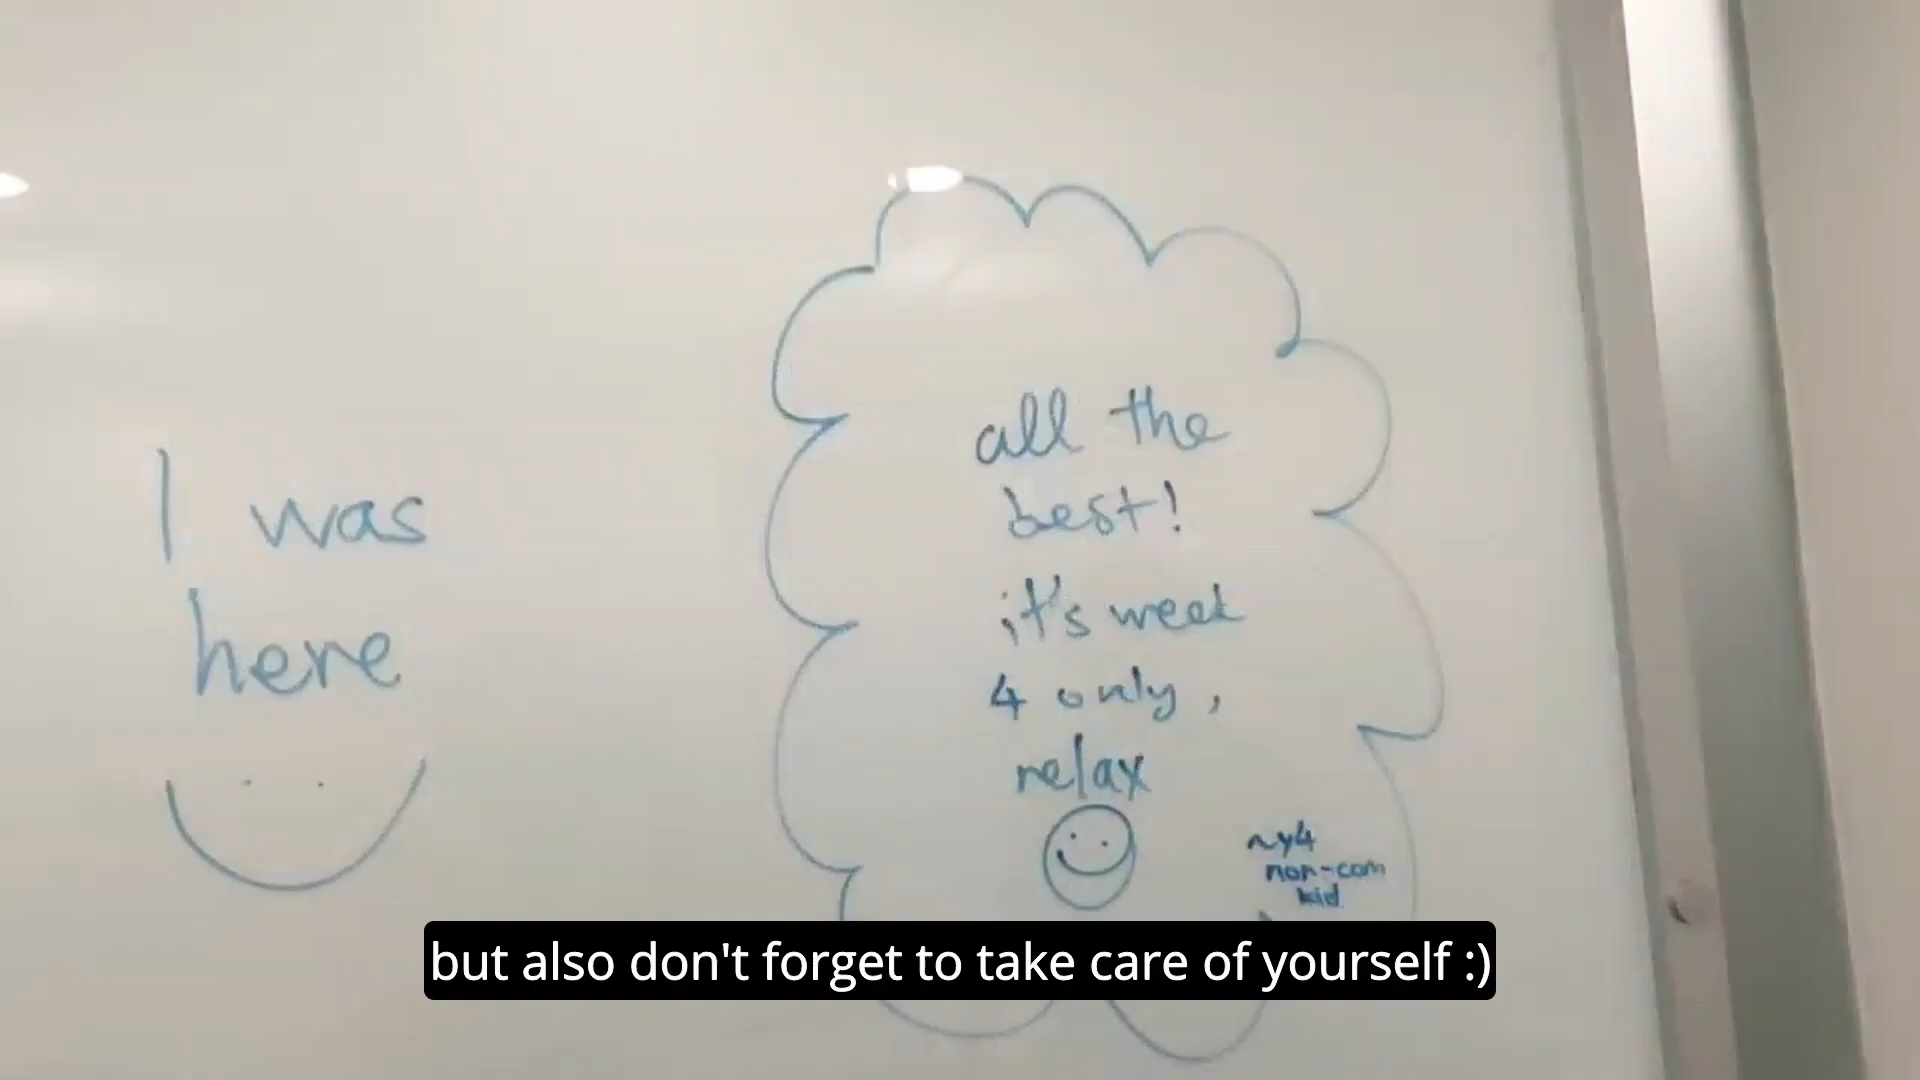 I was
here
all the
best!
it's week
4 only,
relax
~y4
non-com
kid
but also don't forget to take care of yourself :)